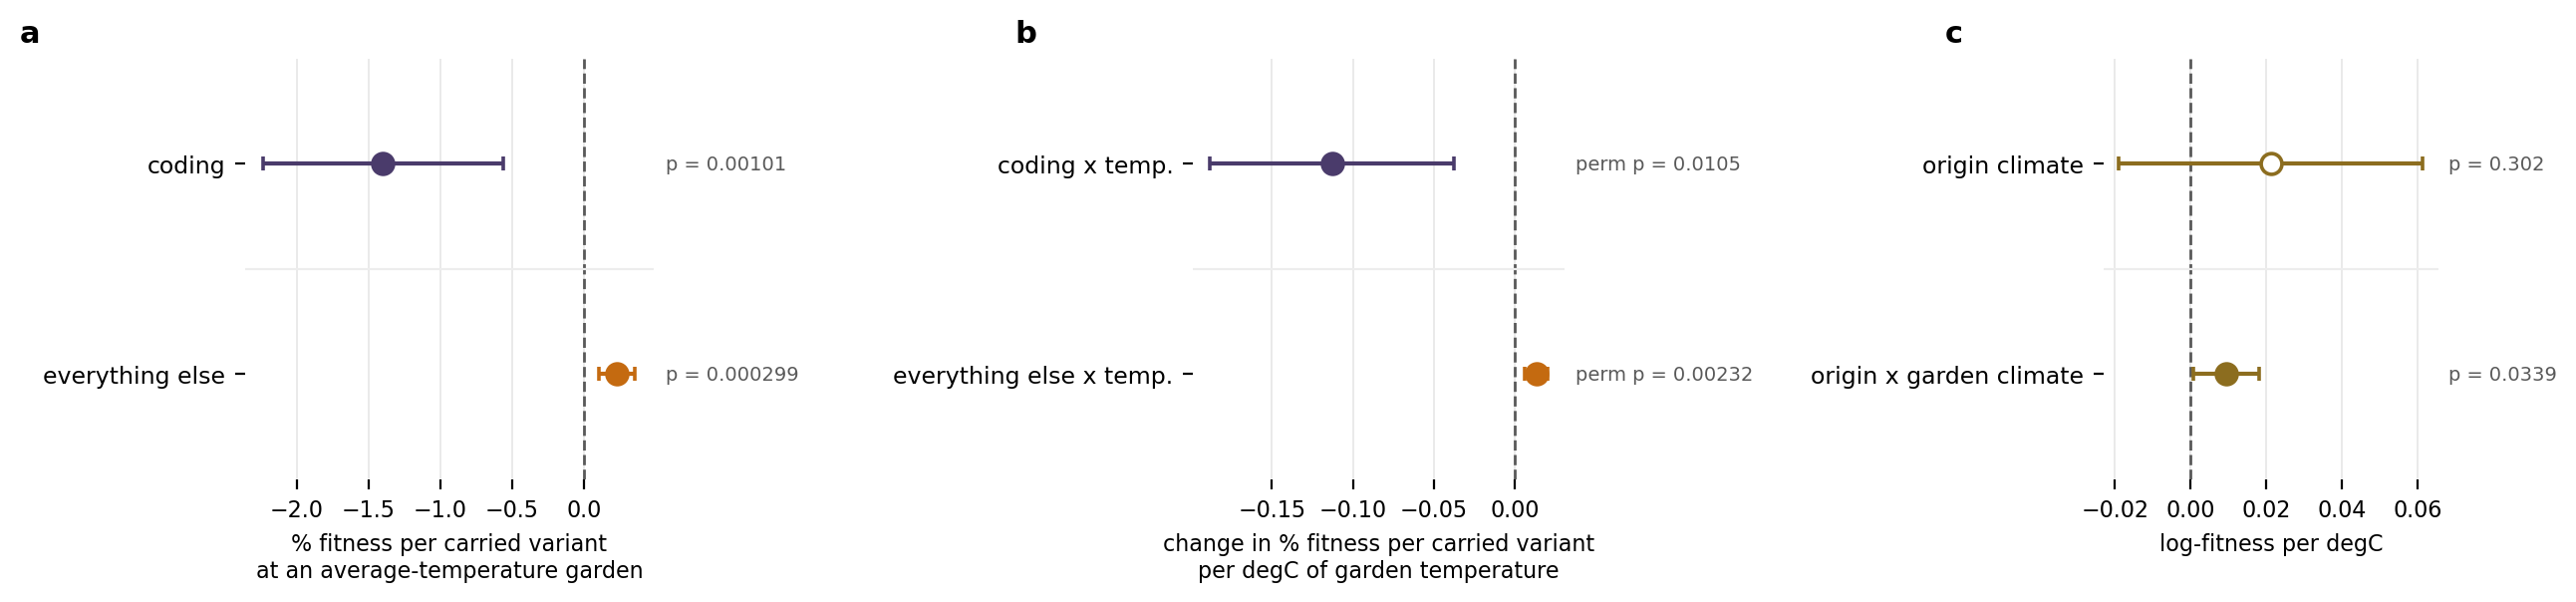 a
coding
p = 0.00101
everything else
p = 0.000299
−2.0 −1.5 −1.0 −0.5 0.0
% fitness per carried variant
at an average-temperature garden
b
coding x temp.
perm p = 0.0105
everything else x temp.
perm p = 0.00232
−0.15 −0.10 −0.05 0.00
change in % fitness per carried variant
per degC of garden temperature
c
origin climate
p = 0.302
origin x garden climate
p = 0.0339
−0.02 0.00 0.02 0.04 0.06
log-fitness per degC